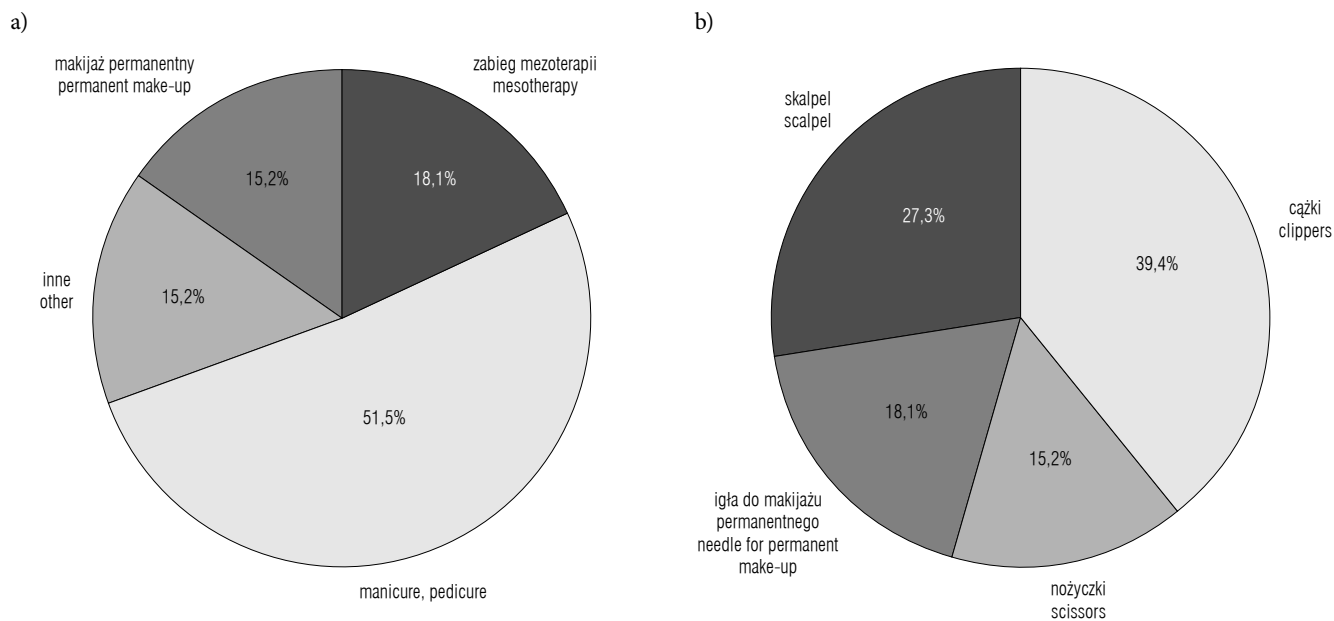 a)
makijaż permanentny
permanent make-up
zabieg mezoterapii
mesotherapy
15,2%
18,1%
inne
other
15,2%
51,5%
manicure, pedicure
b)
skalpel
scalpel
27,3%
cążki
clippers
39,4%
18,1%
15,2%
igła do makijażu
permanentnego
needle for permanent
make-up
nożyczki
scissors